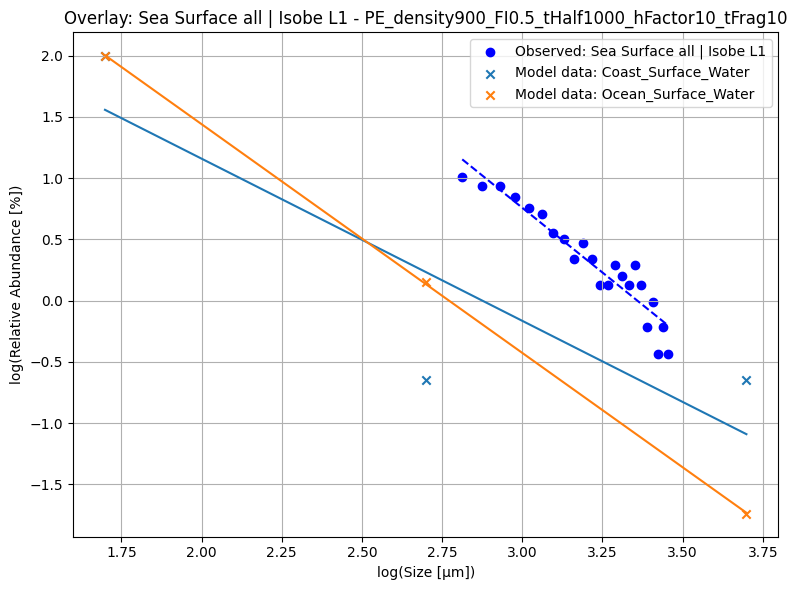 Overlay: Sea Surface all | Isobe L1 - PE_density900_FI0.5_tHalf1000_hFactor10_tFrag10
Observed: Sea Surface all | Isobe L1
Model data: Coast_Surface_Water
Model data: Ocean_Surface_Water
log(Relative Abundance [%])
2.0
1.5
1.0
0.5
0.0
−0.5
−1.0
−1.5
1.75 2.00 2.25 2.50 2.75 3.00 3.25 3.50 3.75
log(Size [μm])